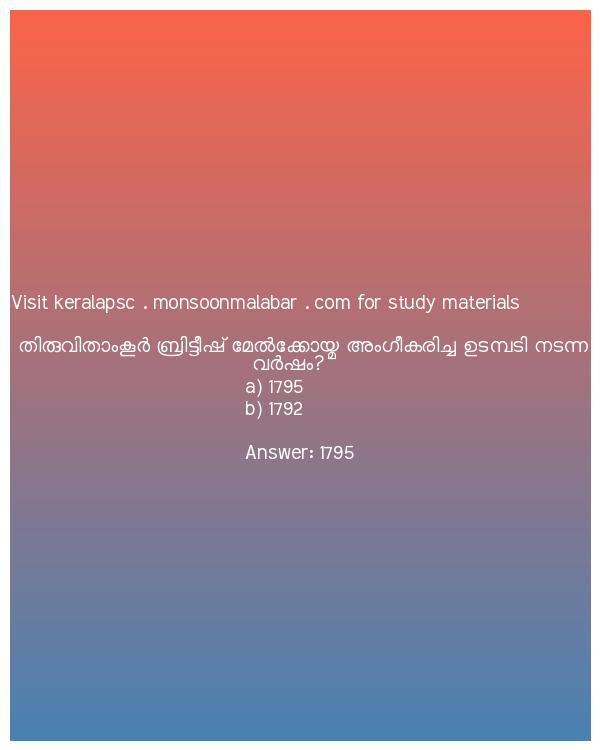 Visit keralapsc . monsoonmalabar . com for study materials
തിരുവിതാംകൂർ ബ്രിട്ടീഷ് മേൽക്കോയ്മ അംഗീകരിച്ച ഉടമ്പടി നടന്ന
വർഷം?
a) 1795
b) 1792
Answer: 1795